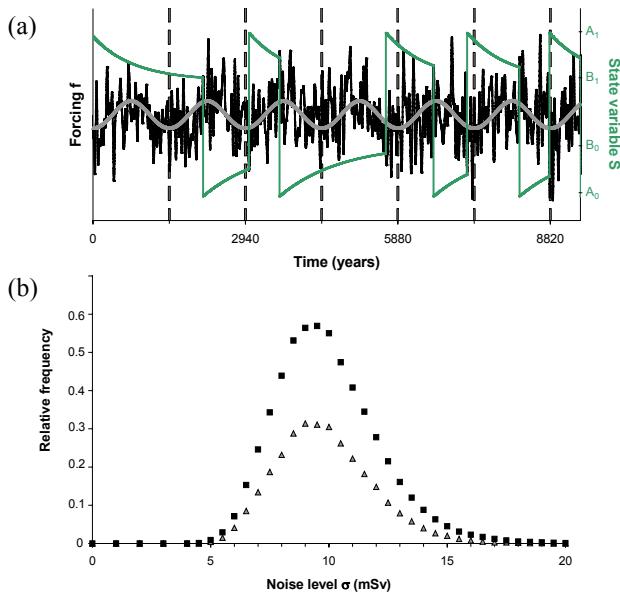 (a)
Forcing f
A1
B1
B0
A0
State variable S
0 2940 5880 8820
Time (years)
(b)
Relative frequency
0.6
0.5
0.4
0.3
0.2
0.1
0
0 5 10 15 20
Noise level σ (mSv)